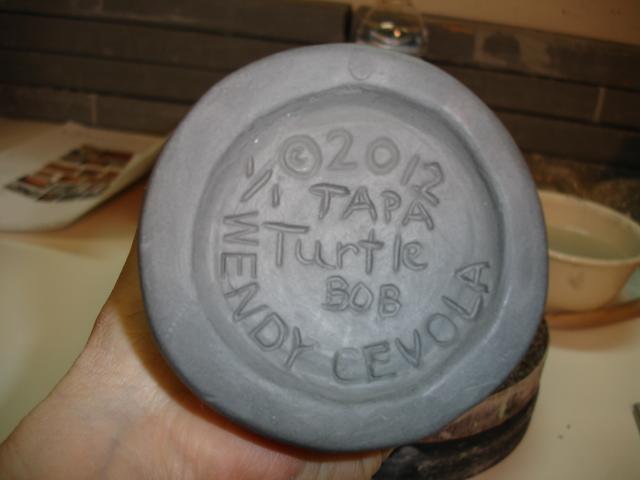 ©2012
1/1
TAPA
Turtle
BOB
WENDY CEVOLA